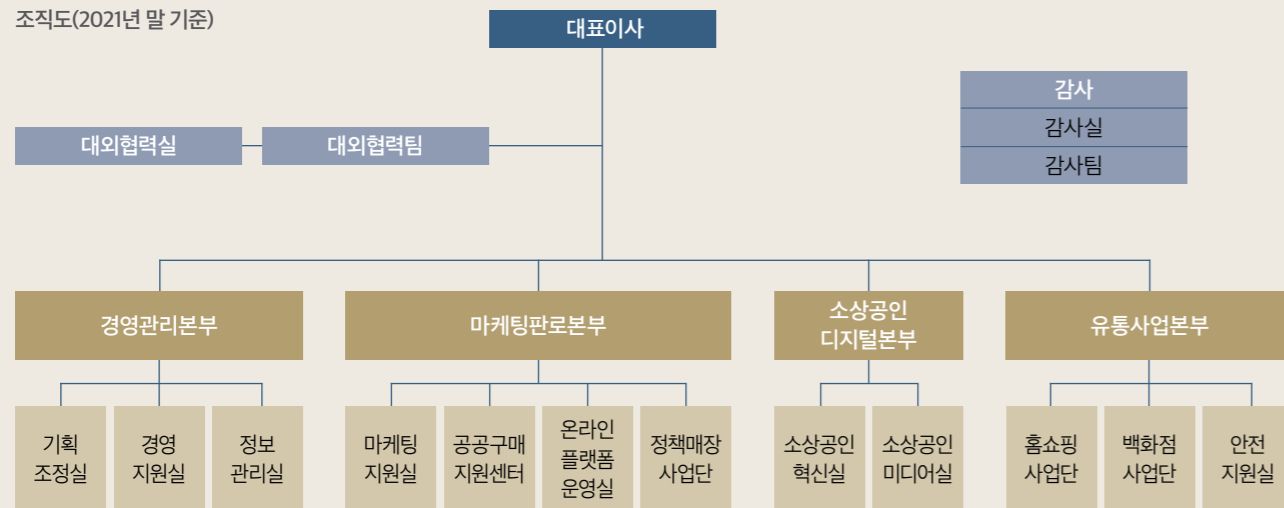 조직도(2021년 말 기준)
대표이사
감사
감사실
감사팀
대외협력실
대외협력팀
경영관리본부
마케팅판로본부
소상공인
디지털본부
유통사업본부
기획
조정실
경영
지원실
정보
관리실
마케팅
지원실
공공구매
지원센터
온라인
플랫폼
운영실
정책매장
사업단
소상공인
혁신실
소상공인
미디어실
홈쇼핑
사업단
백화점
사업단
안전
지원실